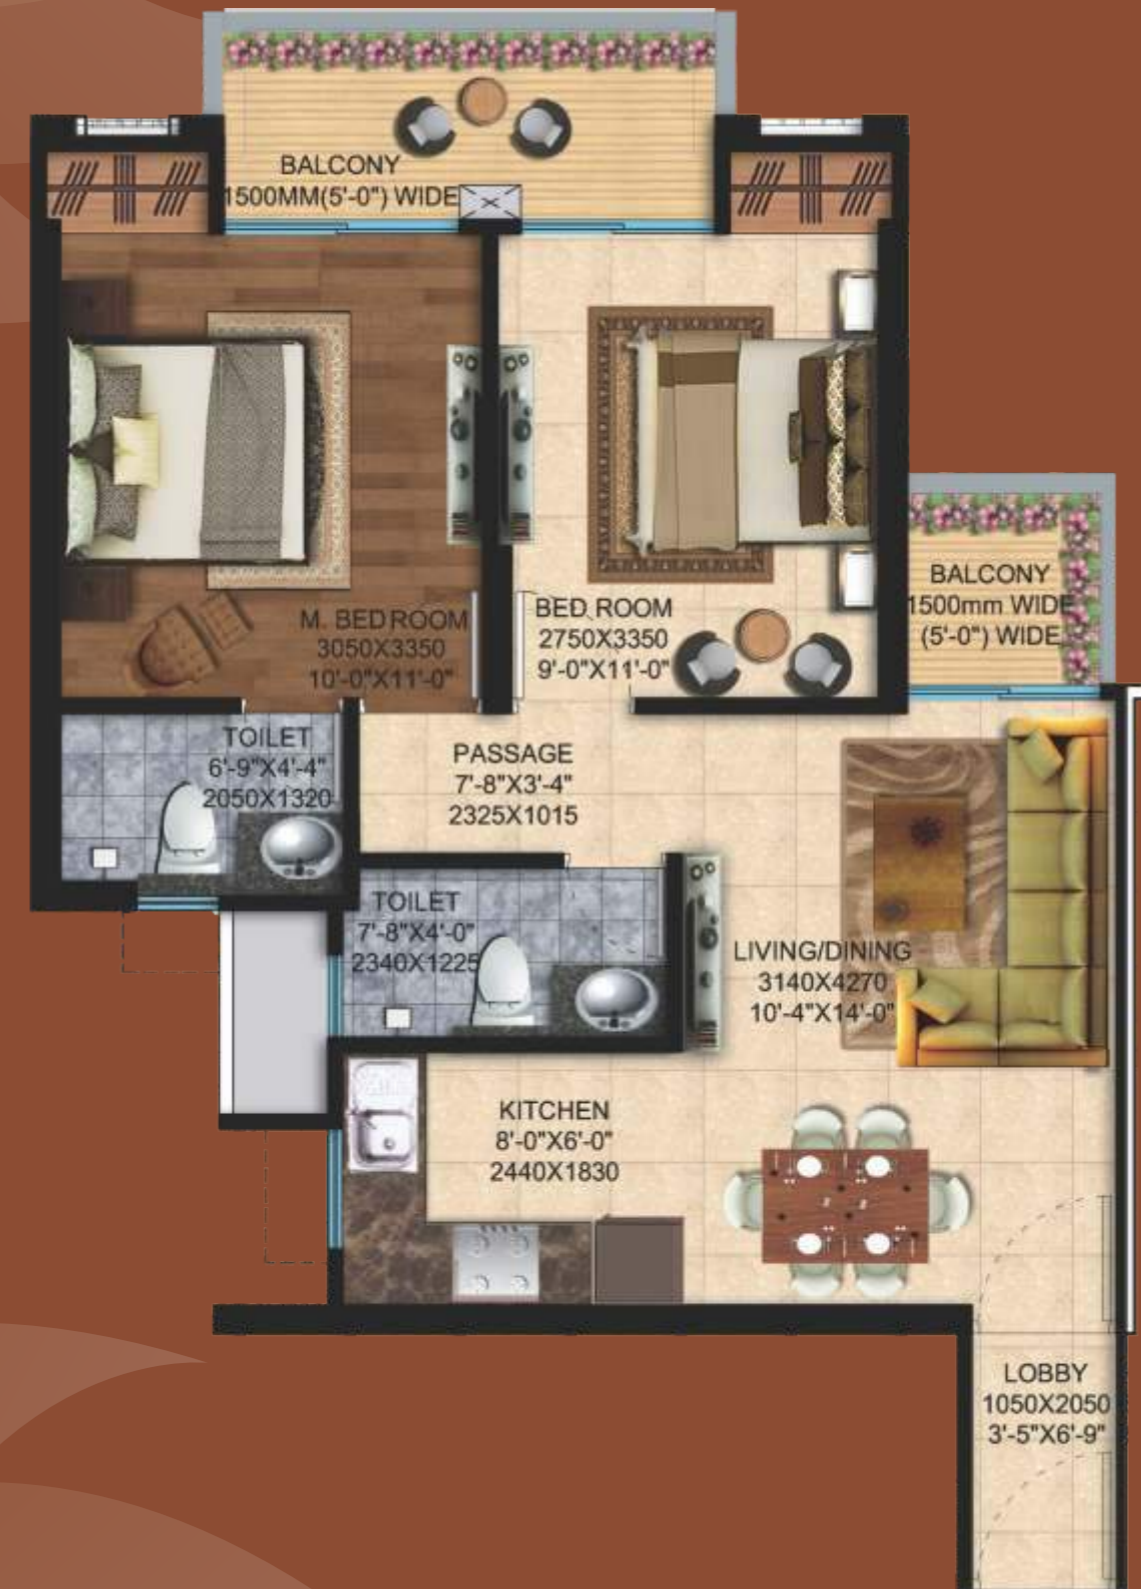 BALCONY
1500MM(5'-0") WIDE
M. BED ROOM
3050X3350
10'-0"X11'-0"
BED ROOM
2750X3350
9'-0"X11'-0"
BALCONY
1500mm WIDE
(5'-0") WIDE
TOILET
6'-9"X4'-4"
2050X1320
PASSAGE
7'-8"X3'-4"
2325X1015
TOILET
7'-8"X4'-0"
2340X1225
LIVING/DINING
3140X4270
10'-4"X14'-0"
KITCHEN
8'-0"X6'-0"
2440X1830
LOBBY
1050X2050
3'-5"X6'-9"